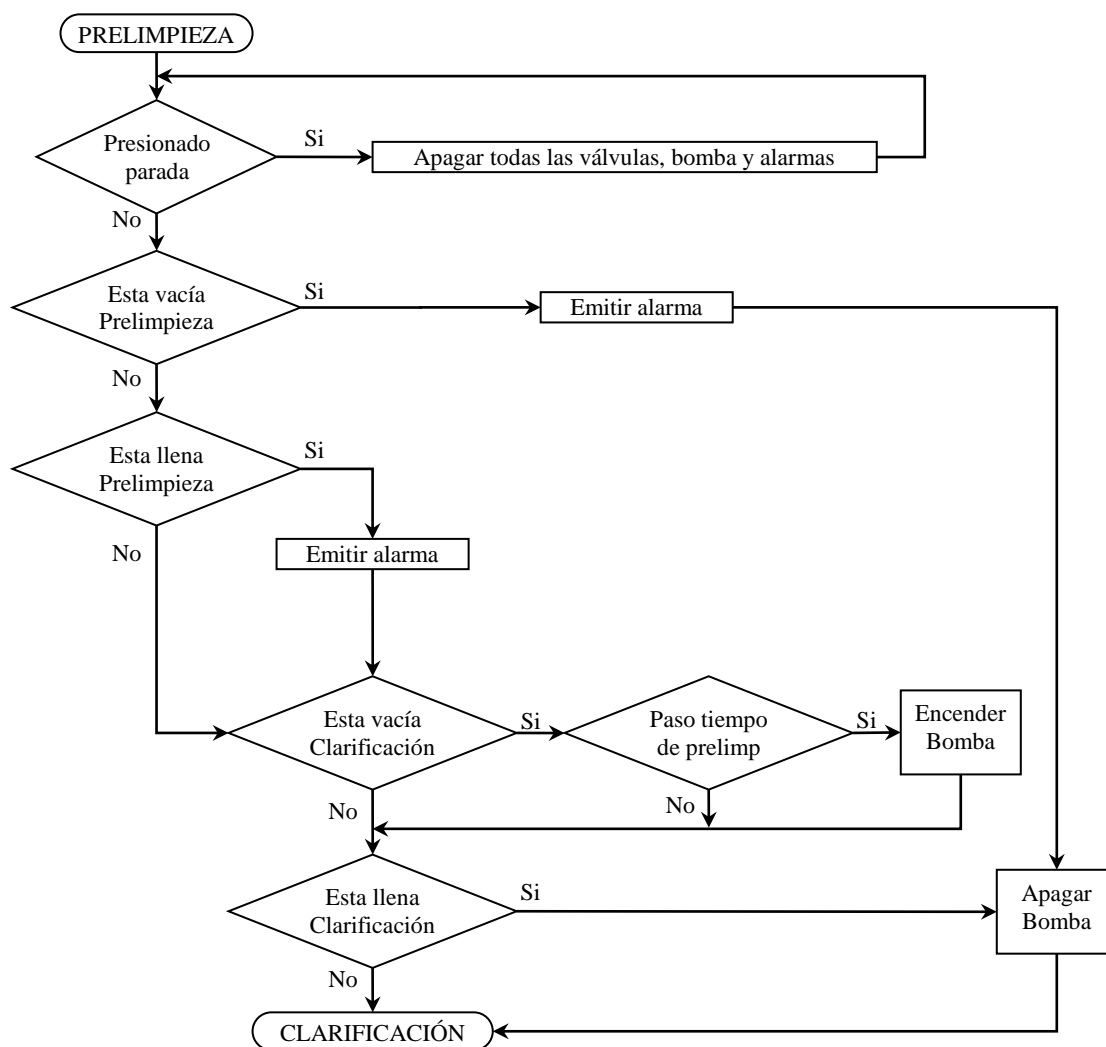 PRELIMPIEZA
Presionado
parada
Si
Apagar todas las válvulas, bomba y alarmas
No
Esta vacía
Prelimpieza
Si
Emitir alarma
No
Esta llena
Prelimpieza
Si
No
Emitir alarma
Esta vacía
Clarificación
Si
Paso tiempo
de prelimp
Si
Encender
Bomba
No
No
Esta llena
Clarificación
Si
Apagar
Bomba
No
CLARIFICACIÓN